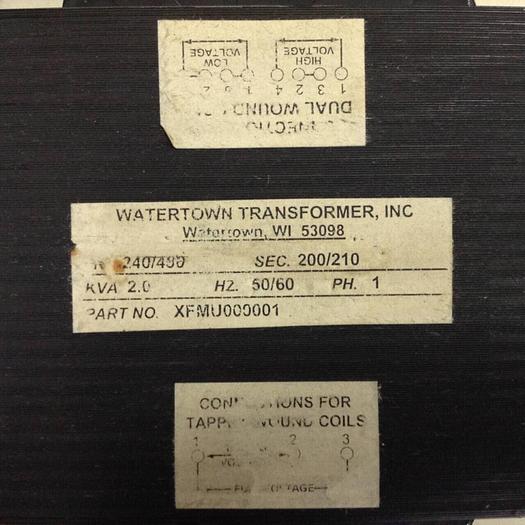 DUAL WOUND
1 3 2 4
HIGH
VOLTAGE
LOW
VOLTAGE
WATERTOWN TRANSFORMER, INC
Watertown, WI 53098
240/480 SEC. 200/210
KVA 2.0 HZ. 50/60 PH. 1
PART NO. XFMU000001
CONNECTIONS FOR
TAPPED WOUND COILS
1 2 3